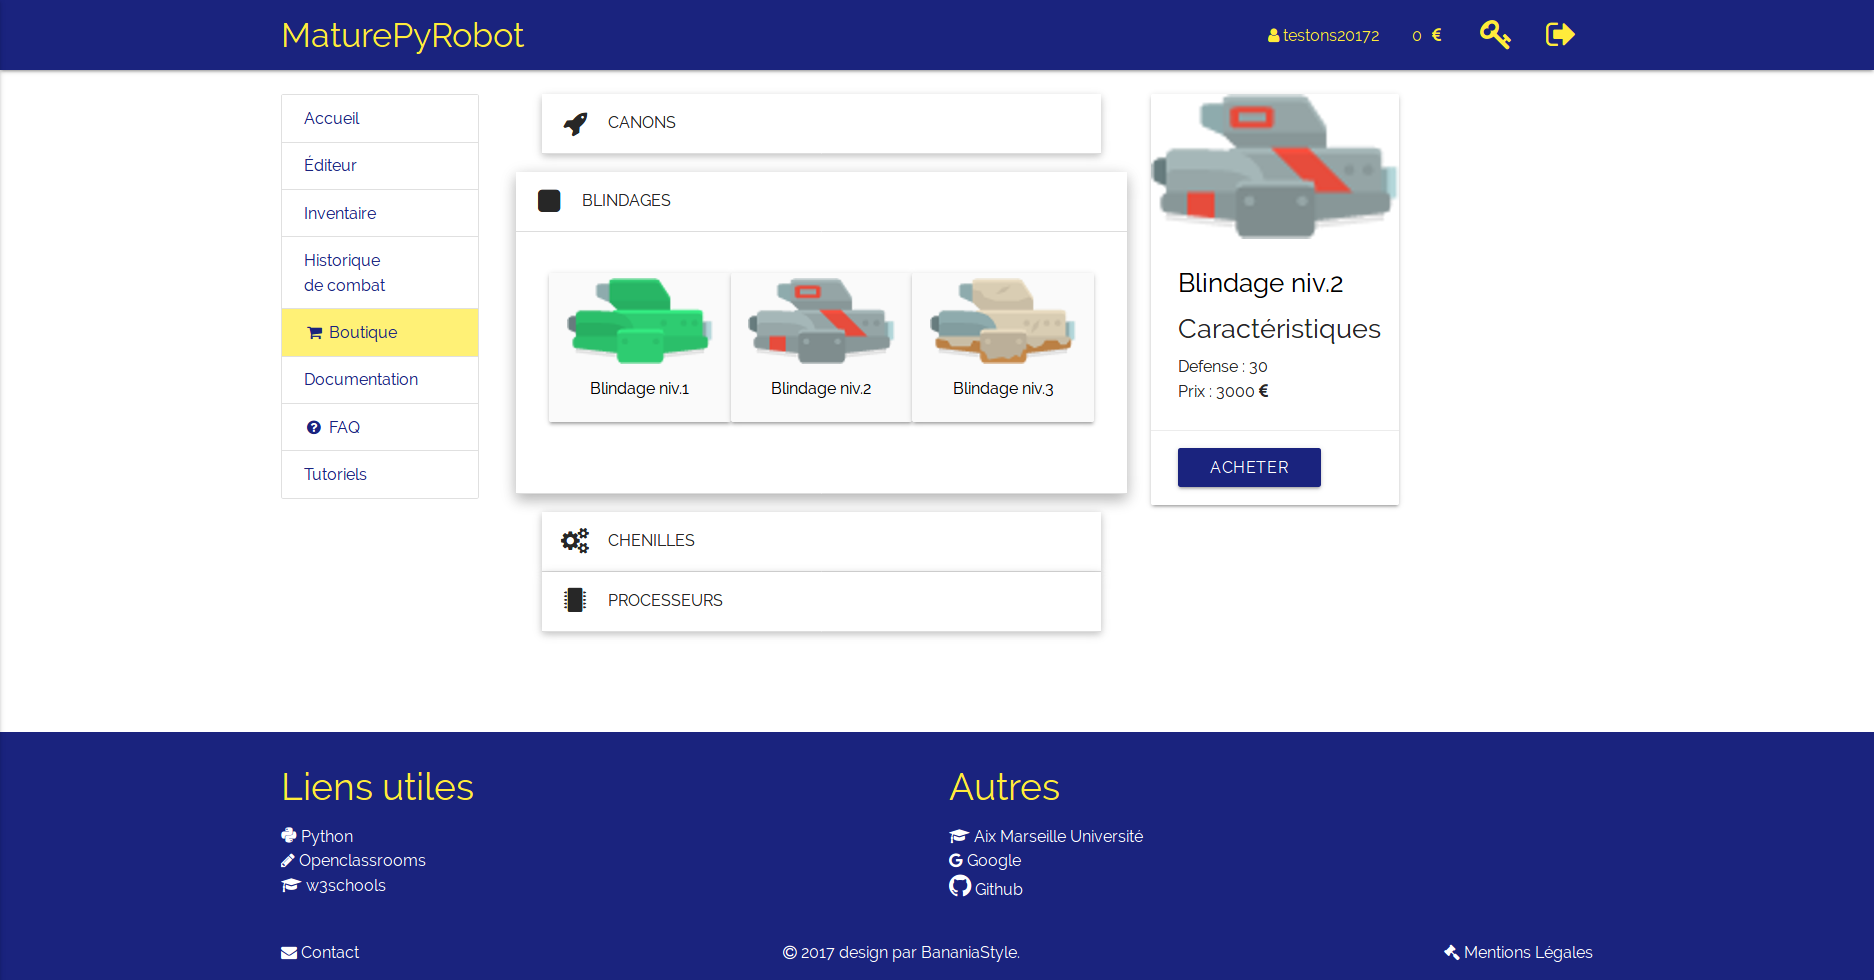 MaturePyRobot
testons20172
0 €
Accueil
Éditeur
Inventaire
Historique
de combat
Boutique
Documentation
FAQ
Tutoriels
CANONS
BLINDAGES
Blindage niv.1
Blindage niv.2
Blindage niv.3
CHENILLES
PROCESSEURS
Blindage niv.2
Caractéristiques
Defense : 30
Prix : 3000 €
ACHETER
Liens utiles
Python
Openclassrooms
w3schools
Autres
Aix Marseille Université
Google
Github
Contact
© 2017 design par BananiaStyle.
Mentions Légales